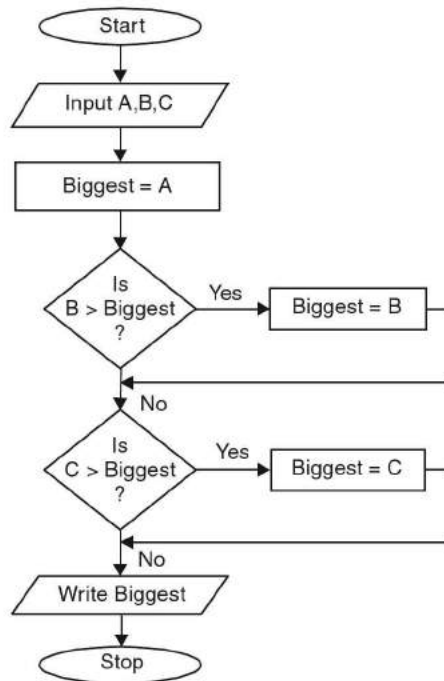 Start
Input A,B,C
Biggest = A
Is
B > Biggest
?
Yes
Biggest = B
No
Is
C > Biggest
?
Yes
Biggest = C
No
Write Biggest
Stop